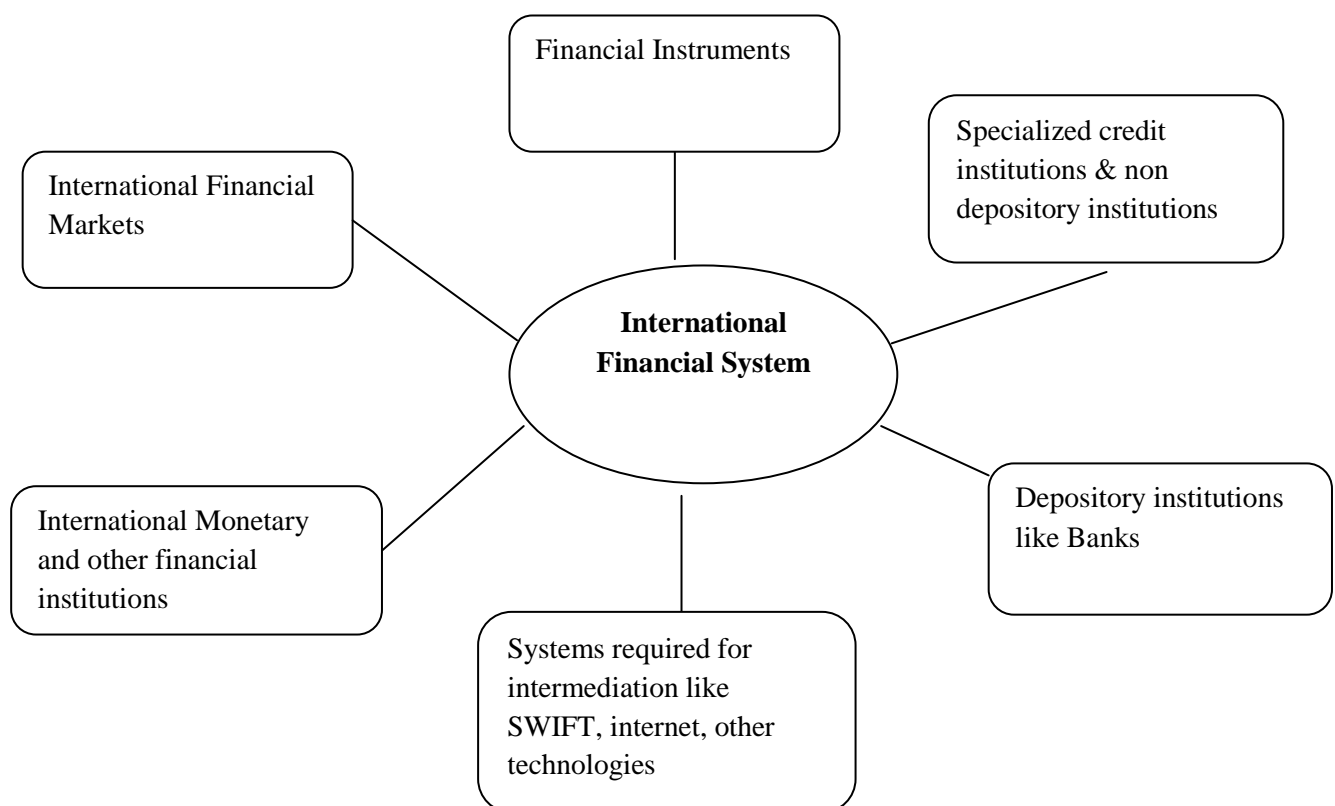 Financial Instruments
Specialized credit
institutions & non
depository institutions
International Financial
Markets
International
Financial System
Depository institutions
like Banks
International Monetary
and other financial
institutions
Systems required for
intermediation like
SWIFT, internet, other
technologies